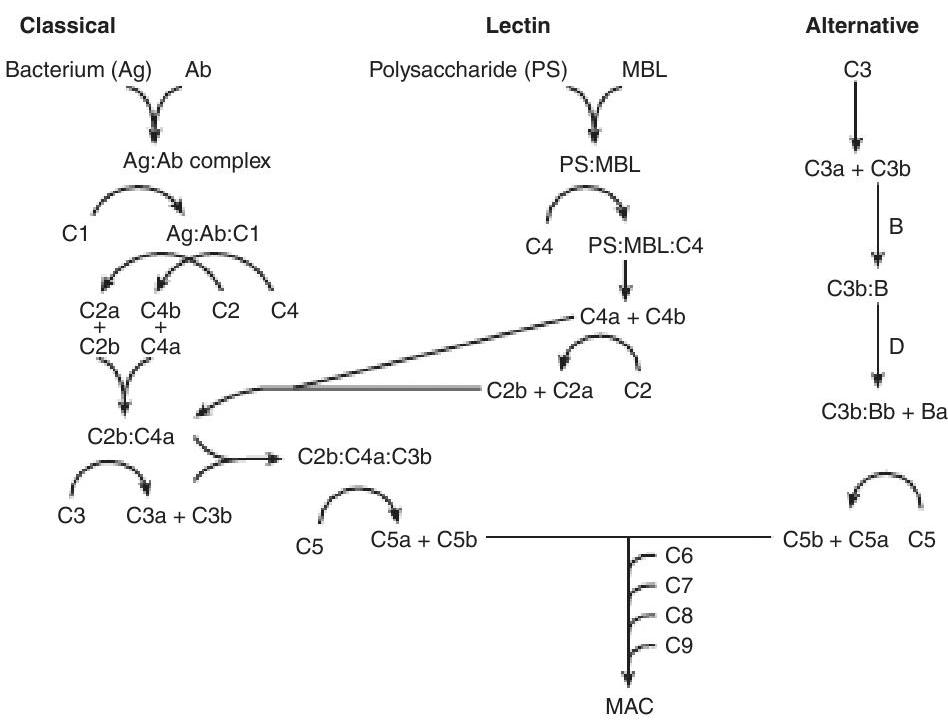 Classical
Lectin
Alternative
Bacterium (Ag) Ab
Polysaccharide (PS) MBL
C3
Ag:Ab complex
PS:MBL
C3a + C3b
C1 Ag:Ab:C1
C4 PS:MBL:C4
B
C2a C4b C2 C4
+ +
C2b C4a
C4a + C4b
C3b:B
D
C2b + C2a C2
C3b:Bb + Ba
C2b:C4a
C2b:C4a:C3b
C3 C3a + C3b
C5 C5a + C5b
C5b + C5a C5
C6
C7
C8
C9
MAC